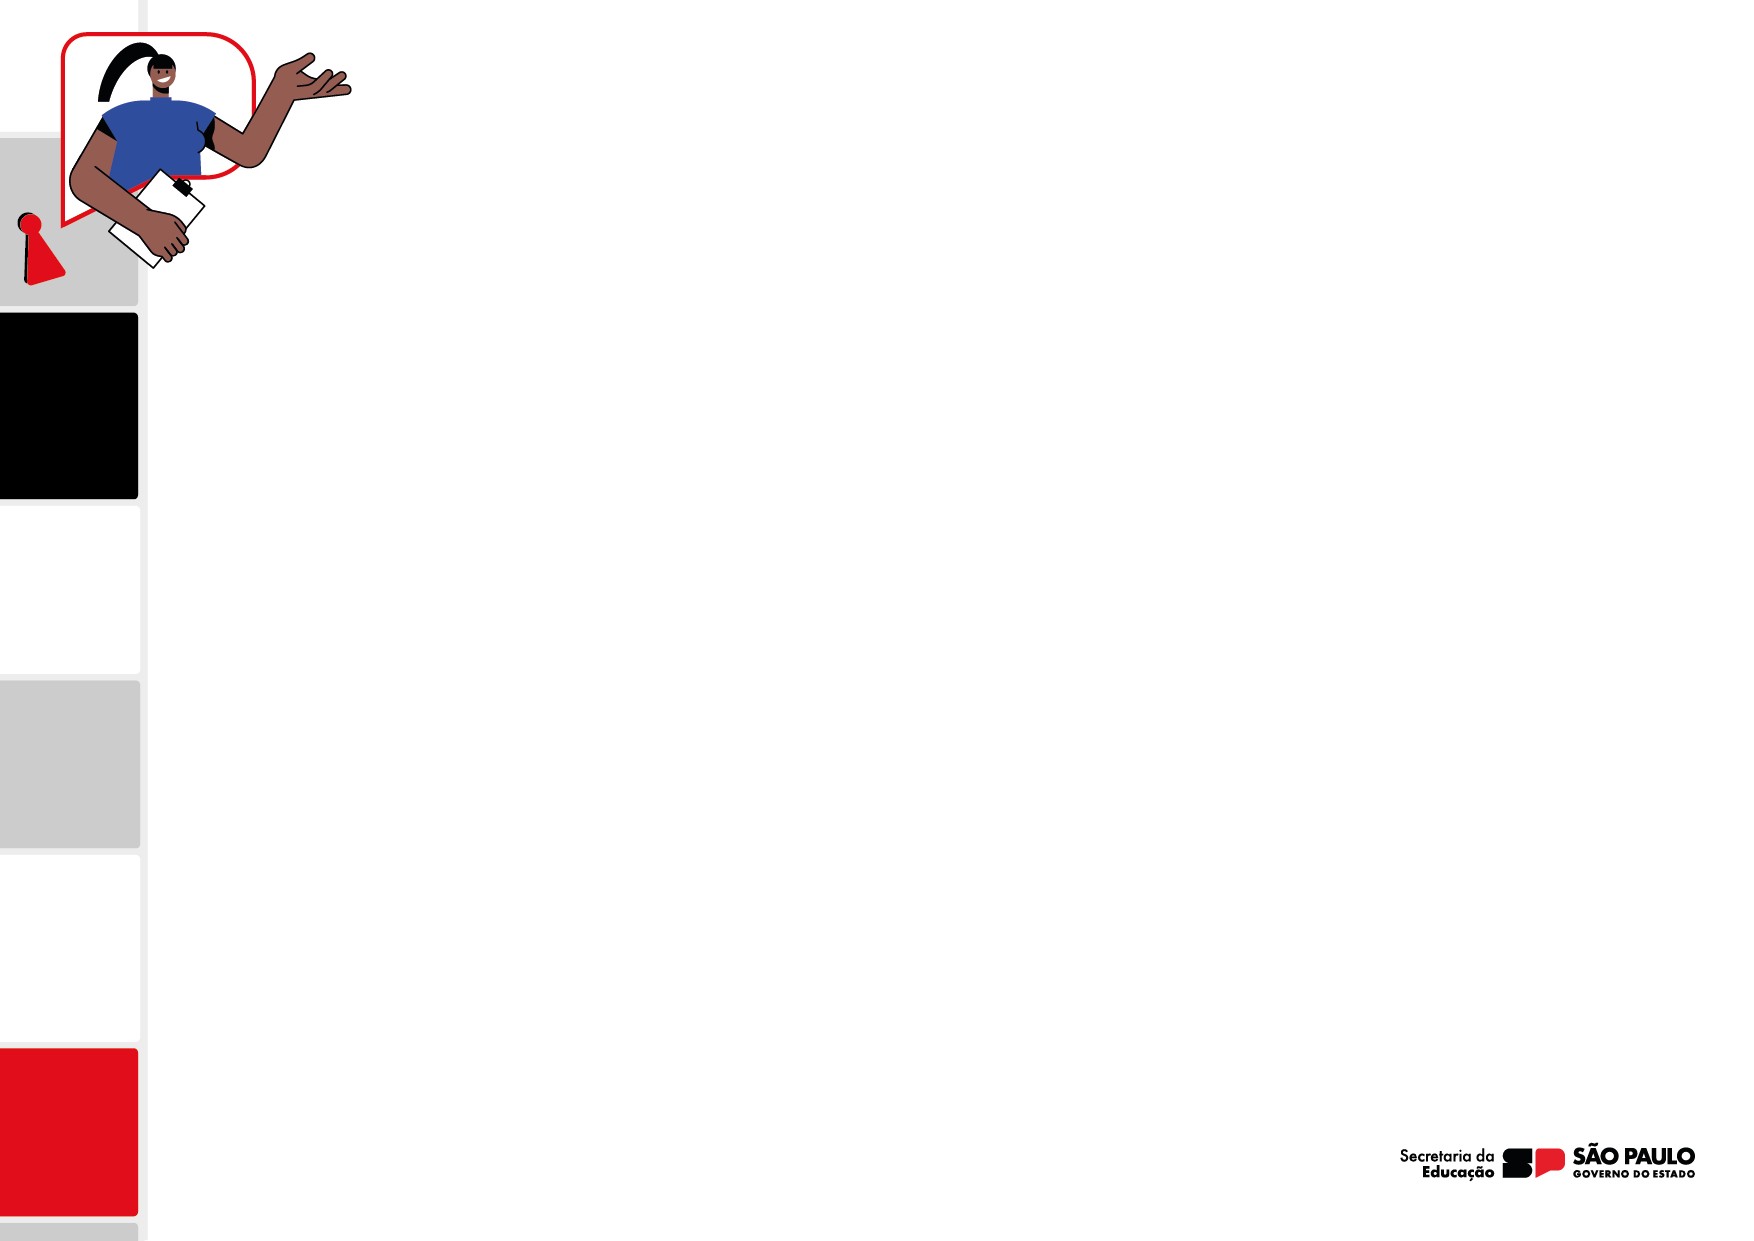 Secretaria da
Educação
SÃO PAULO
GOVERNO DO ESTADO